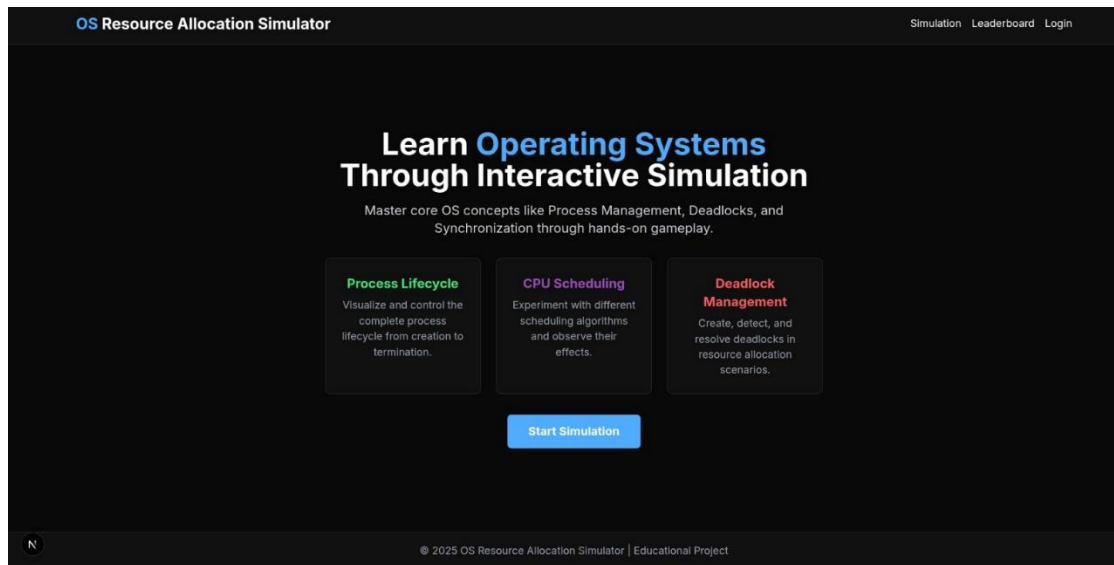 OS Resource Allocation Simulator
Simulation Leaderboard Login
Learn Operating Systems
Through Interactive Simulation
Master core OS concepts like Process Management, Deadlocks, and
Synchronization through hands-on gameplay.
Process Lifecycle
Visualize and control the
complete process
lifecycle from creation to
termination.
CPU Scheduling
Experiment with different
scheduling algorithms
and observe their
effects.
Deadlock
Management
Create, detect, and
resolve deadlocks in
resource allocation
scenarios.
Start Simulation
N
© 2025 OS Resource Allocation Simulator | Educational Project